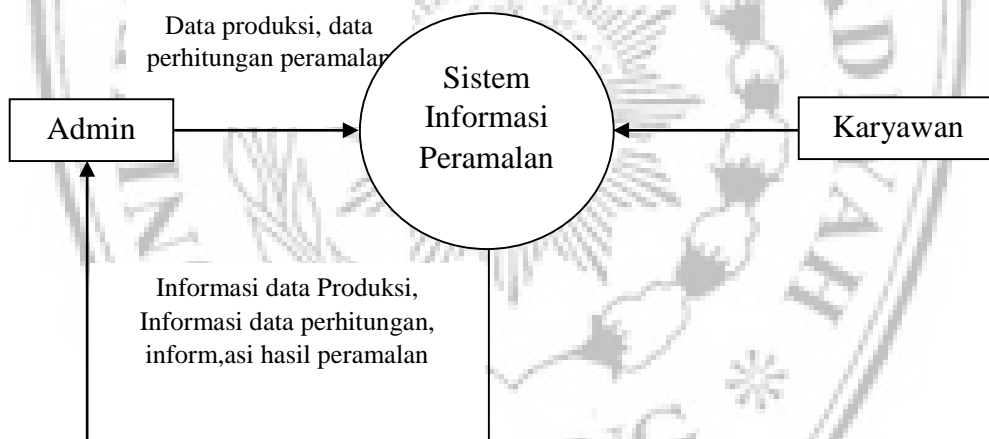 Data produksi, data
perhitungan peramalan
Sistem
Informasi
Peramalan
Admin
Karyawan
Informasi data Produksi,
Informasi data perhitungan,
inform,asi hasil peramalan